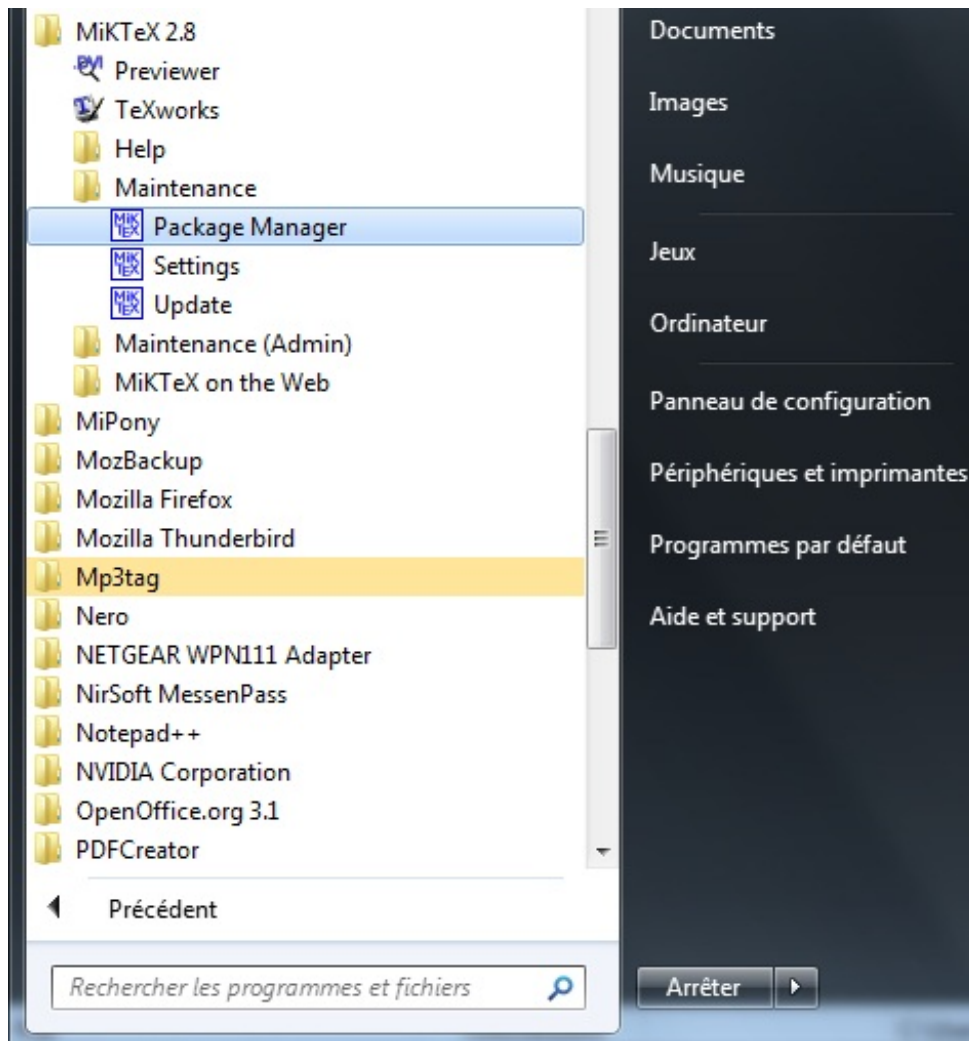 MiKTeX 2.8
Previewer
TeXworks
Help
Maintenance
Package Manager
Settings
Update
Maintenance (Admin)
MiKTeX on the Web
MiPony
MozBackup
Mozilla Firefox
Mozilla Thunderbird
Mp3tag
Nero
NETGEAR WPN111 Adapter
NirSoft MessenPass
Notepad++
NVIDIA Corporation
OpenOffice.org 3.1
PDFCreator
Précédent
Rechercher les programmes et fichiers
Documents
Images
Musique
Jeux
Ordinateur
Panneau de configuration
Périphériques et imprimantes
Programmes par défaut
Aide et support
Arrêter